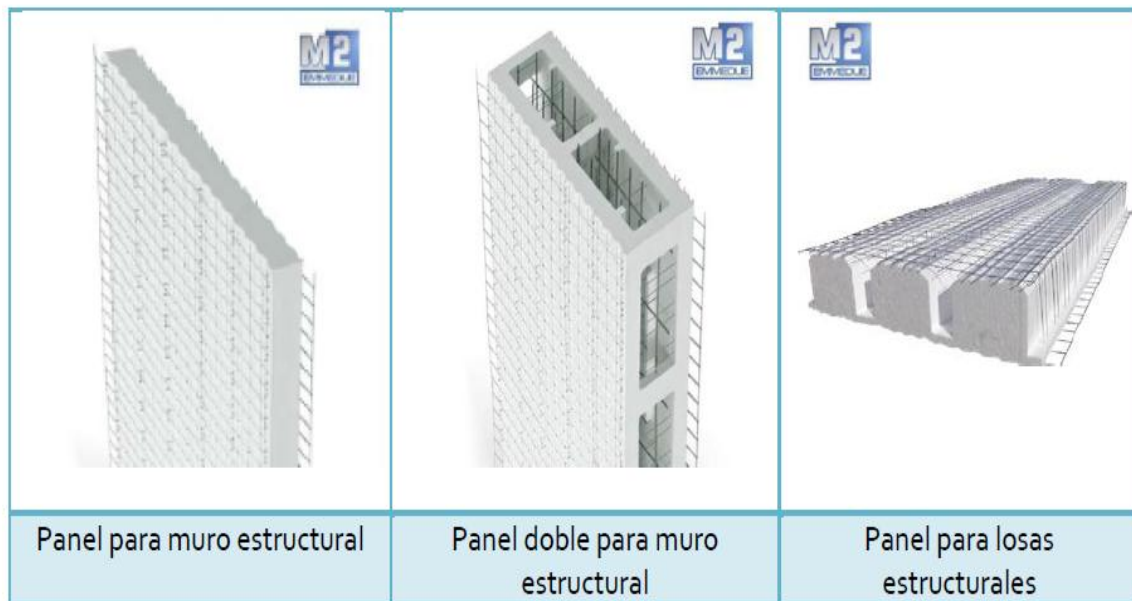 M2
EMMEDUE
M2
EMMEDUE
M2
EMMEDUE
Panel para muro estructural
Panel doble para muro
estructural
Panel para losas
estructurales